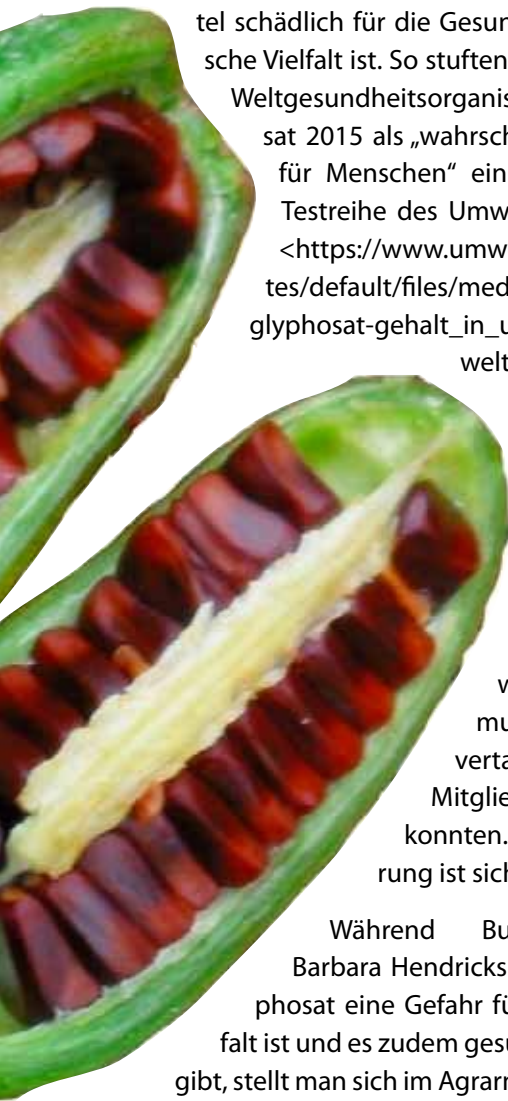 tel schädlich für die Gesun
sche Vielfalt ist. So stuften
Weltgesundheitsorganis
sat 2015 als „wahrsch
für Menschen“ ein
Testreihe des Umw
<https://www.umw
tes/default/files/med
glyphosat-gehalt_in_u
welt
w
mu
verta
Mitglie
konnten.
rung ist sich
Während Bu
Barbara Hendricks
phosat eine Gefahr fü
falt ist und es zudem gesu
gibt, stellt man sich im Agrarn